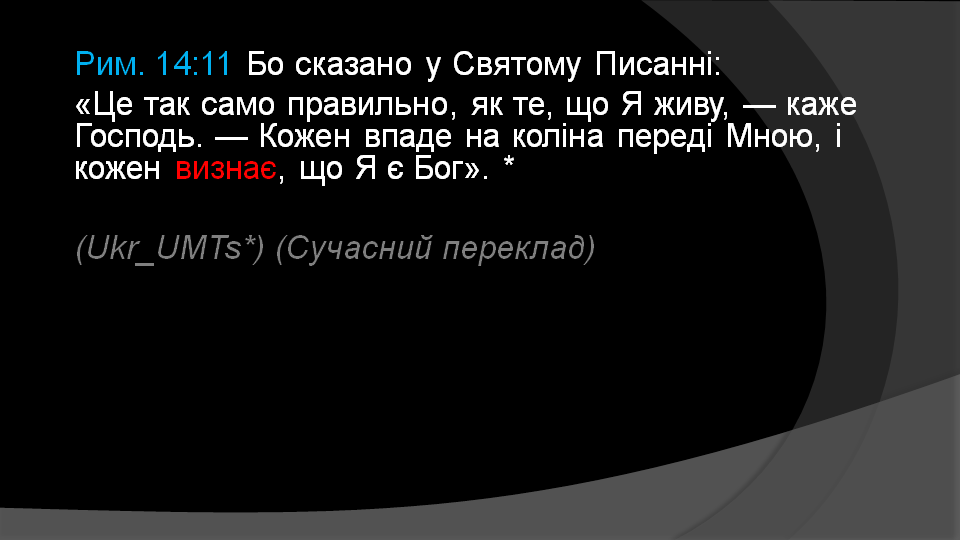 Рим. 14:11 Бо сказано у Святому Писанні:
«Це так само правильно, як те, що Я живу, — каже
Господь. — Кожен впаде на коліна переді Мною, і
кожен визнає, що Я є Бог». *
(Ukr_UMTs*) (Сучасний переклад)